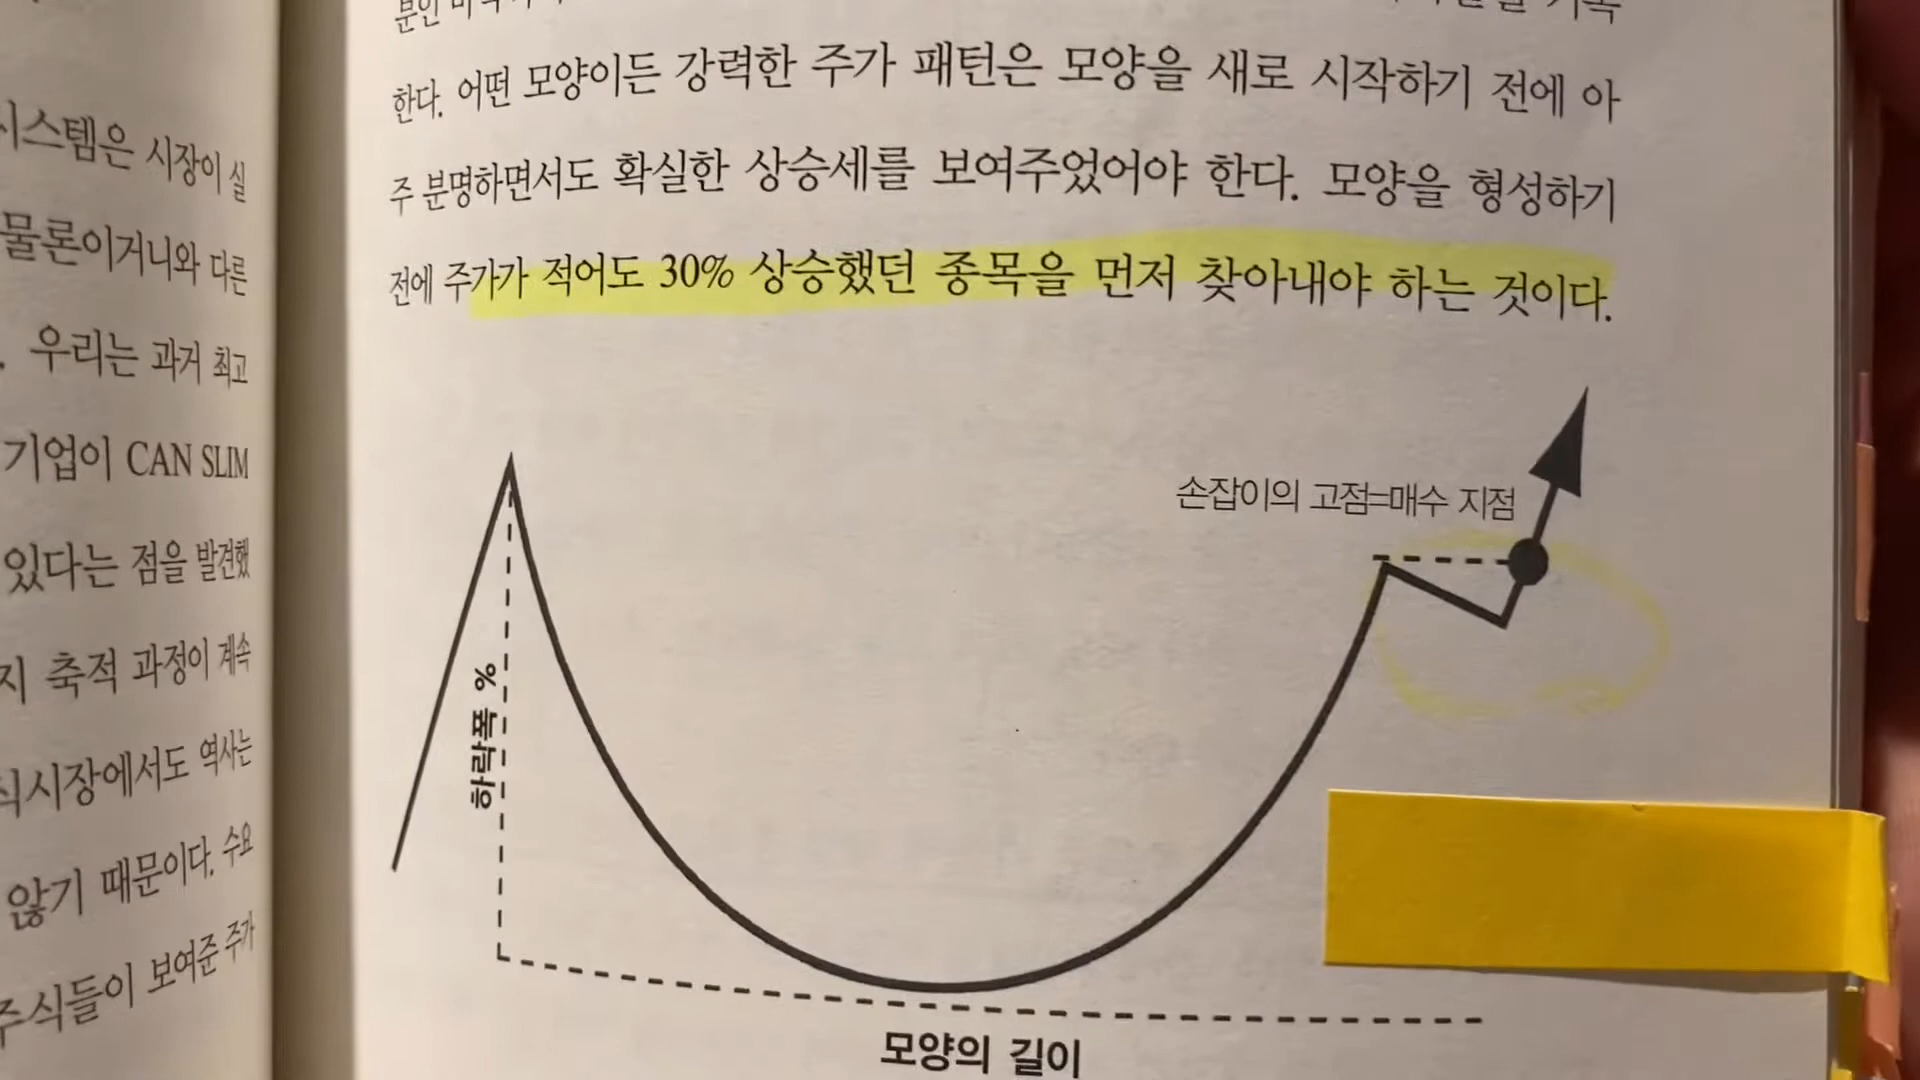 시스템은 시장이 실
물론이거니와 다른
. 우리는 과거 최고
기업이 CAN SLIM
있다는 점을 발견했
지 축적 과정이 계속
식시장에서도 역사는
않기 때문이다. 수요
주식들이 보여준 주가
한다. 어떤 모양이든 강력한 주가 패턴은 모양을 새로 시작하기 전에 아
주 분명하면서도 확실한 상승세를 보여주었어야 한다. 모양을 형성하기
전에 주가가 적어도 30% 상승했던 종목을 먼저 찾아내야 하는 것이다.
손잡이의 고점=매수 지점
하락폭 %
모양의 길이